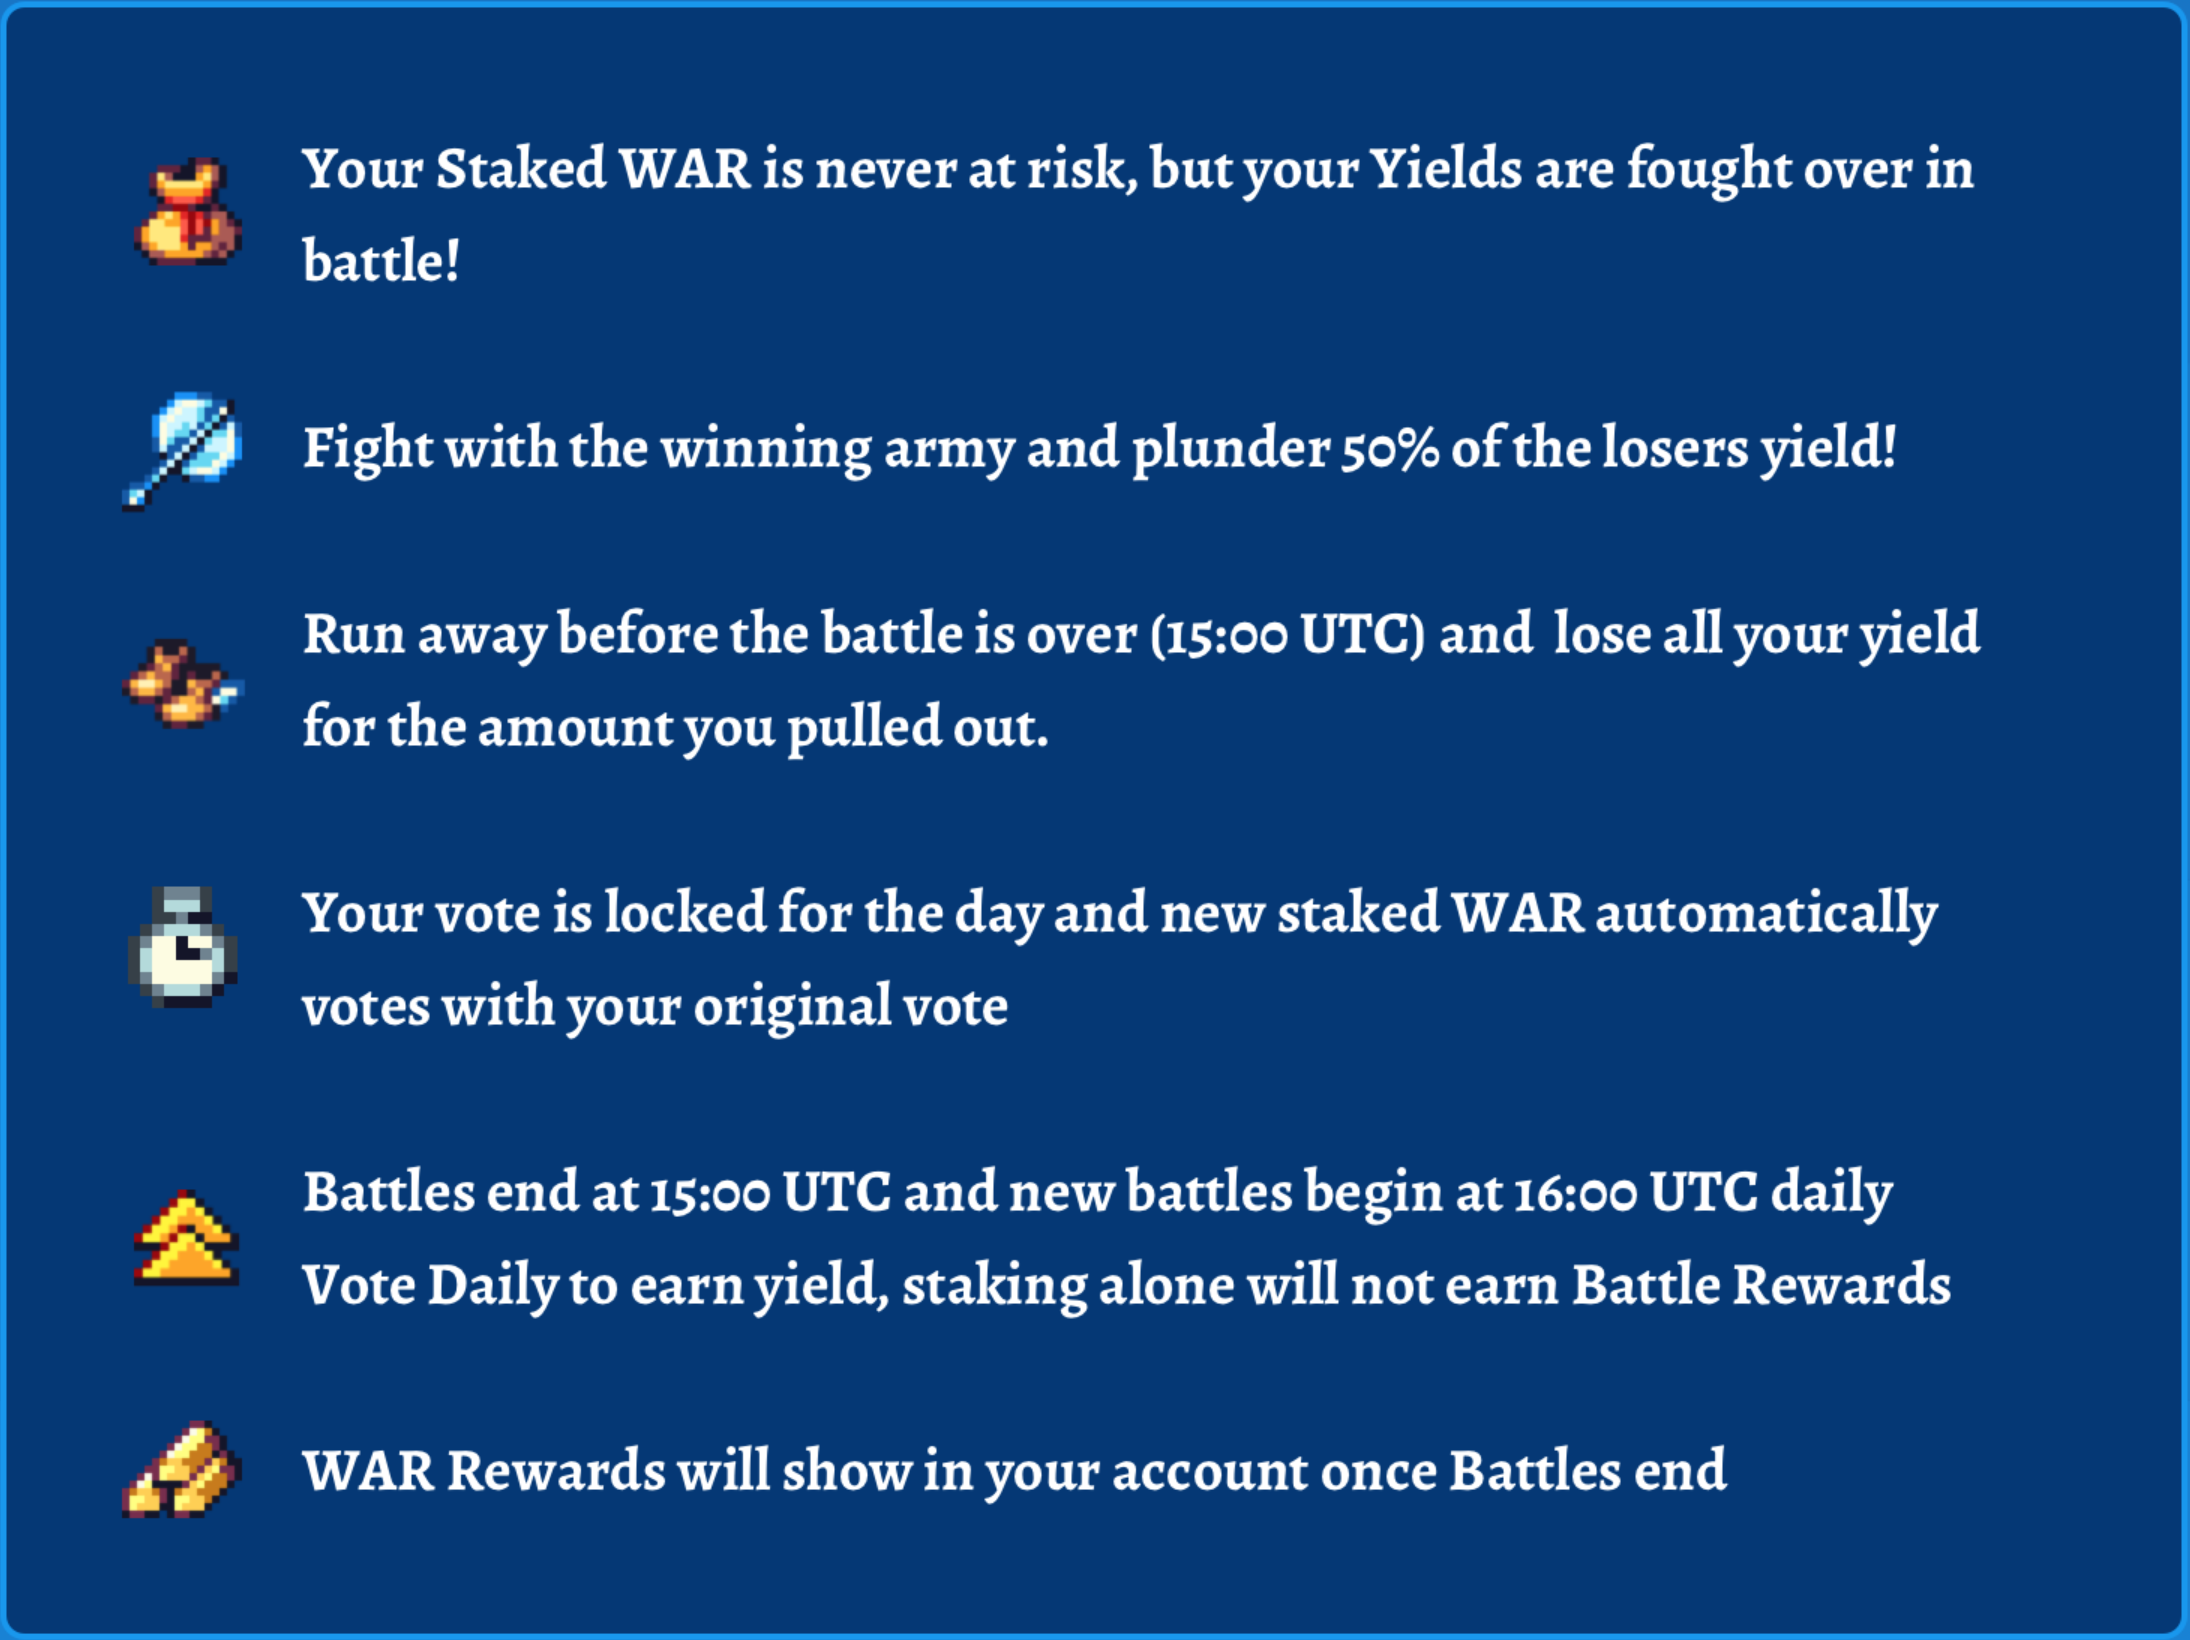 Your Staked WAR is never at risk, but your Yields are fought over in
battle!
Fight with the winning army and plunder 50% of the losers yield!
Run away before the battle is over (15:00 UTC) and  lose all your yield
for the amount you pulled out.
Your vote is locked for the day and new staked WAR automatically
votes with your original vote
Battles end at 15:00 UTC and new battles begin at 16:00 UTC daily
Vote Daily to earn yield, staking alone will not earn Battle Rewards
WAR Rewards will show in your account once Battles end